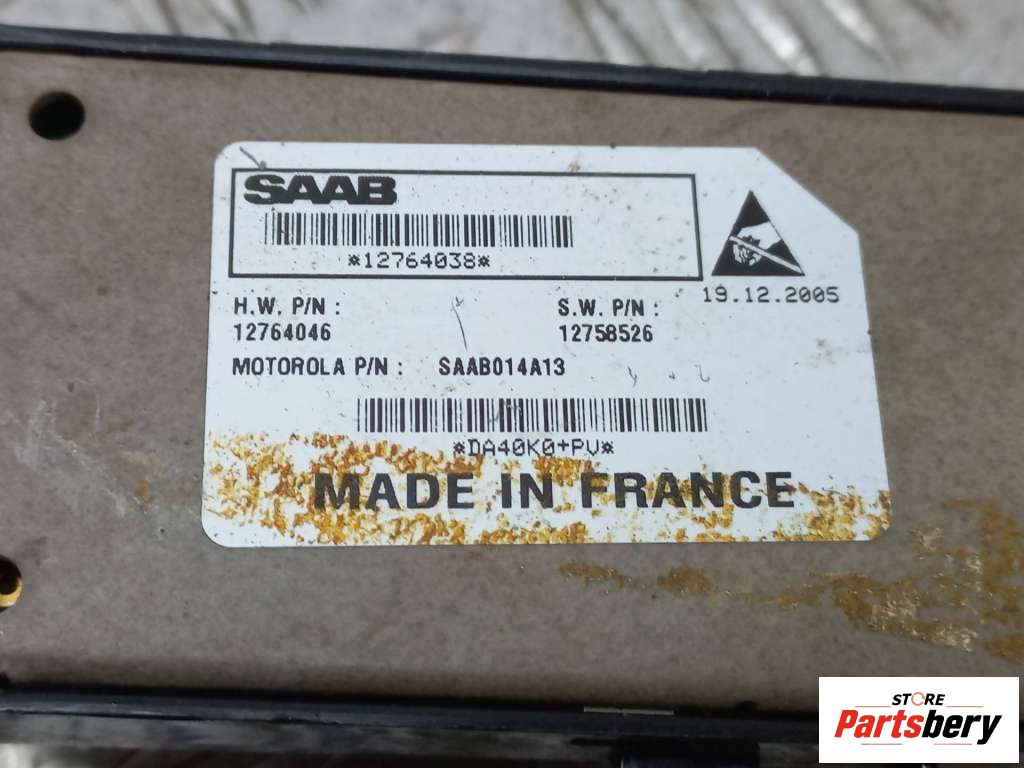 SAAB
*12764038*
19.12.2005
H.W. P/N : S.W. P/N :
12764046 12758526
MOTOROLA P/N : SAAB014A13
*DA40K0+PV*
MADE IN FRANCE
STORE
Partsbery